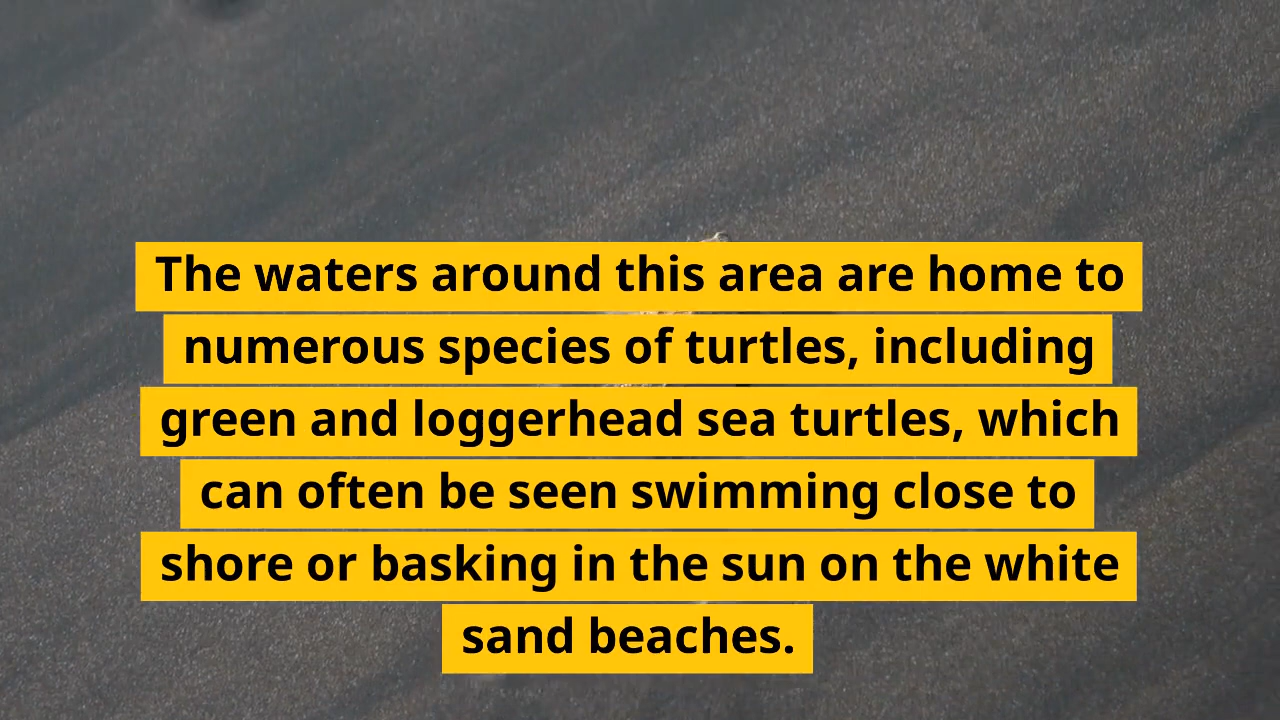 The waters around this area are home to
numerous species of turtles, including
green and loggerhead sea turtles, which
can often be seen swimming close to
shore or basking in the sun on the white
sand beaches.